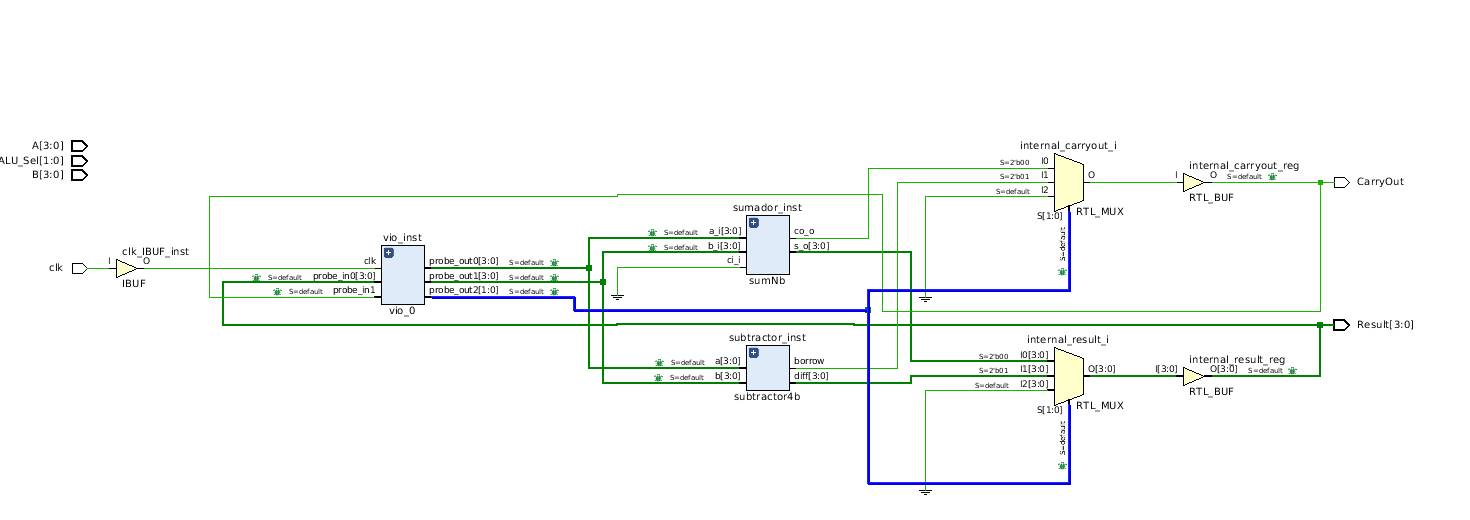 A[3:0]
ALU_Sel[1:0]
B[3:0]
clk
clk_IBUF_inst
I
O
IBUF
vio_inst
clk
S=default
probe_in0[3:0]
S=default
probe_in1
probe_out0[3:0]
S=default
probe_out1[3:0]
S=default
probe_out2[1:0]
S=default
vio_0
sumador_inst
S=default
a_i[3:0]
co_o
S=default
b_i[3:0]
s_o[3:0]
ci_i
sumNb
subtractor_inst
S=default
a[3:0]
borrow
S=default
b[3:0]
diff[3:0]
subtractor4b
internal_carryout_i
S=2'b00
I0
S=2'b01
I1
O
S=default
I2
S[1:0]
RTL_MUX
S=default
internal_carryout_reg
I
O
S=default
RTL_BUF
CarryOut
internal_result_i
S=2'b00
I0[3:0]
S=2'b01
I1[3:0]
O[3:0]
S=default
I2[3:0]
S[1:0]
RTL_MUX
S=default
internal_result_reg
I[3:0]
O[3:0]
S=default
RTL_BUF
Result[3:0]